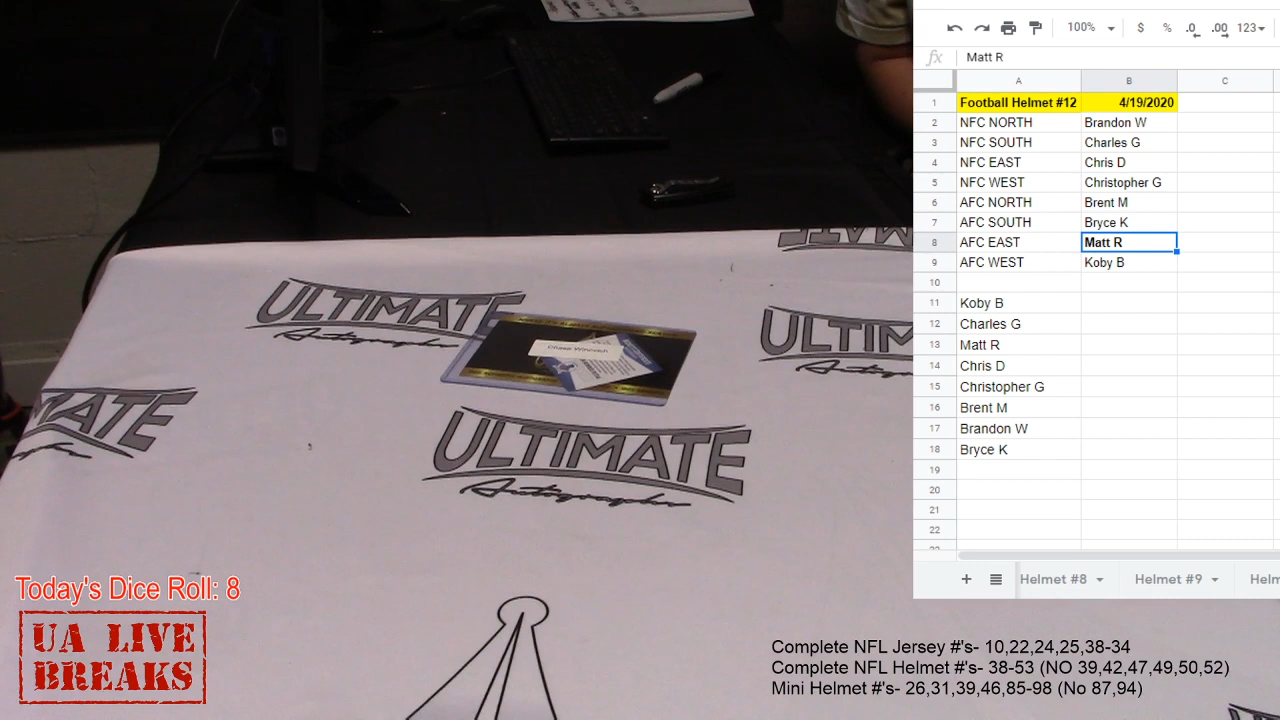 100%
$ % .0 .00 123
fx Matt R
A B C
1 Football Helmet #12 4/19/2020
2 NFC NORTH Brandon W
3 NFC SOUTH Charles G
4 NFC EAST Chris D
5 NFC WEST Christopher G
6 AFC NORTH Brent M
7 AFC SOUTH Bryce K
8 AFC EAST Matt R
9 AFC WEST Koby B
10
11 Koby B
12 Charles G
13 Matt R
14 Chris D
15 Christopher G
16 Brent M
17 Brandon W
18 Bryce K
19
20
21
22
Helmet #8 Helmet #9 Helm
ULTIMATE
Autographs
ULTIM
ULTIMATE
Autographs
MATE
Today's Dice Roll: 8
UA LIVE
BREAKS
Complete NFL Jersey #'s- 10,22,24,25,38-34
Complete NFL Helmet #'s- 38-53 (NO 39,42,47,49,50,52)
Mini Helmet #'s- 26,31,39,46,85-98 (No 87,94)